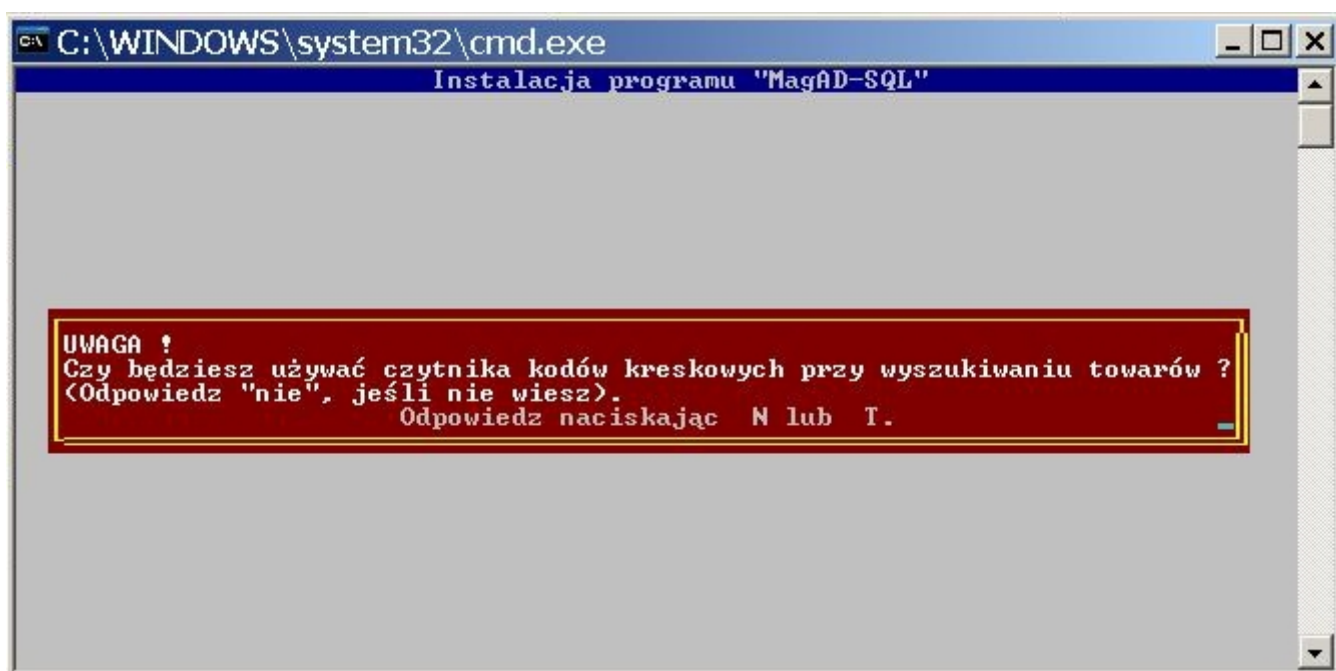 C:\WINDOWS\system32\cmd.exe
Instalacja programu "MagAD-SQL"
UWAGA !
Czy będziesz używać czytnika kodów kreskowych przy wyszukiwaniu towarów ?
(Odpowiedz "nie", jeśli nie wiesz).
Odpowiedz naciskając N lub T.